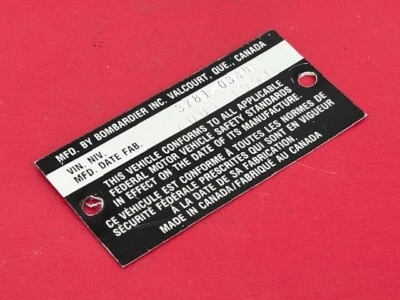 MFD. BY BOMBARDIER INC. VALCOURT, QUE., CANADA
VIN. NIV.
MFD. DATE FAB.
THIS VEHICLE CONFORMS TO ALL APPLICABLE
FEDERAL MOTOR VEHICLE SAFETY STANDARDS
IN EFFECT ON THE DATE OF ITS MANUFACTURE.
CE VÉHICULE EST CONFORME À TOUTES LES NORMES DE
SÉCURITÉ FÉDÉRALE PRESCRITES QUI SONT EN VIGUEUR
À LA DATE DE SA FABRICATION.
MADE IN CANADA/FABRIQUÉ AU CANADA